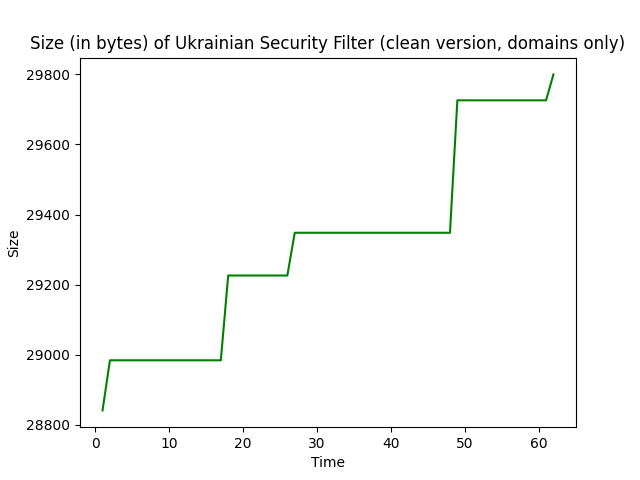 Size (in bytes) of Ukrainian Security Filter (clean version, domains only)
29800
29600
29400
29200
29000
28800
Size
0 10 20 30 40 50 60
Time